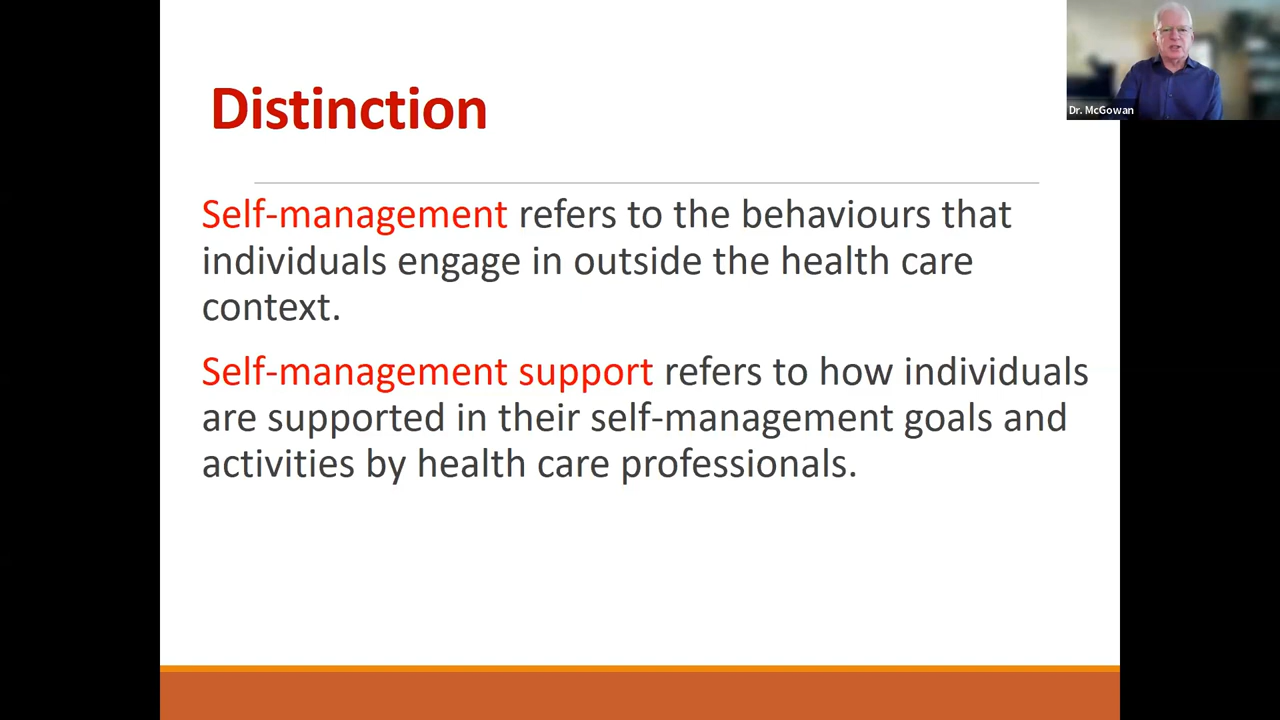 Distinction
Dr. McGowan
Self-management refers to the behaviours that
individuals engage in outside the health care
context.
Self-management support refers to how individuals
are supported in their self-management goals and
activities by health care professionals.